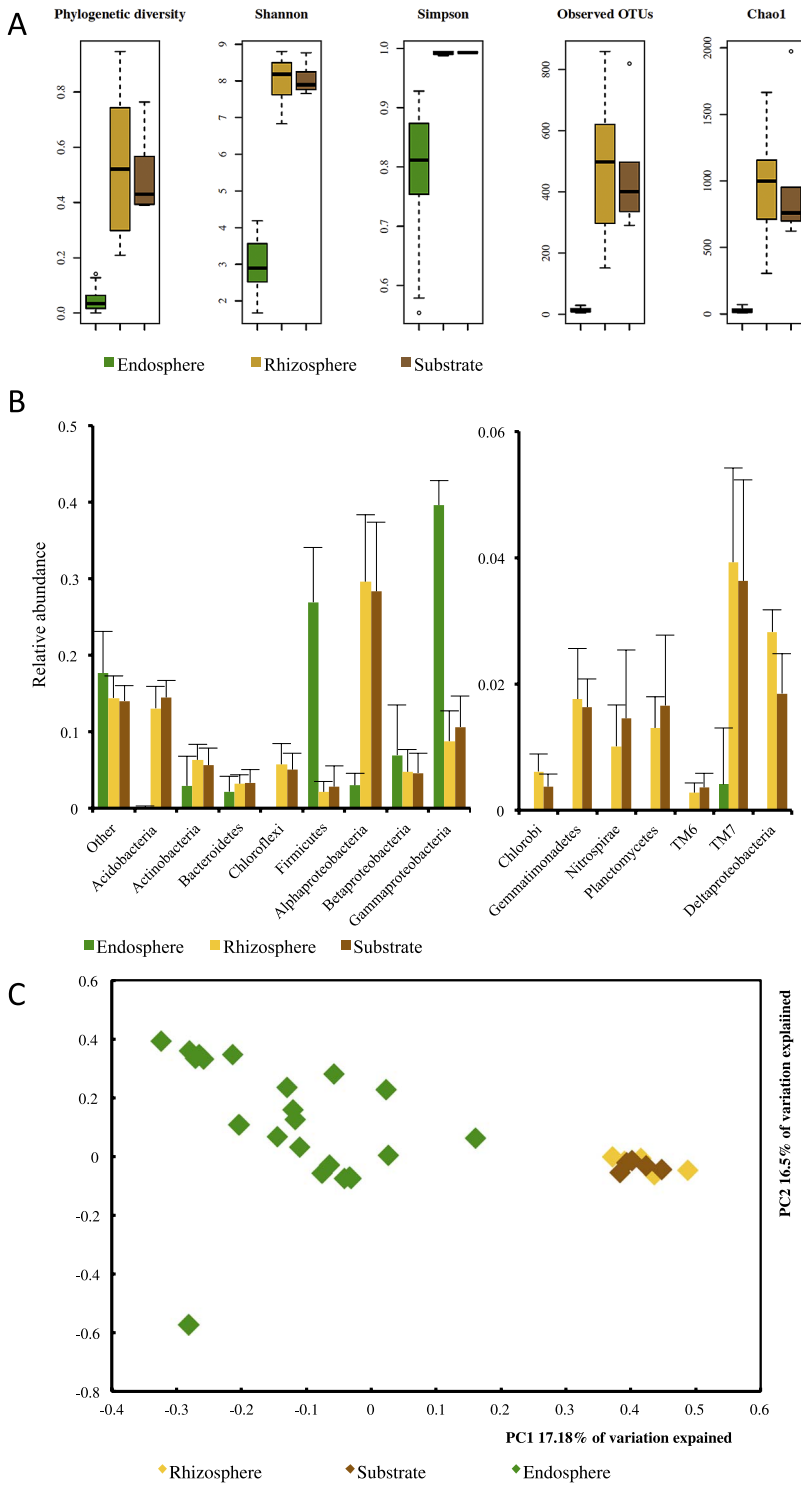 A
Phylogenetic diversity
Shannon
Simpson
Observed OTUs
Chao1
0.8
0.6
0.4
0.2
0.0
9
8
7
6
5
4
3
2
1.0
0.9
0.8
0.7
0.6
800
600
400
200
0
2000
1500
1000
500
0
Endosphere Rhizosphere Substrate
B
Relative abundance
0.5
0.4
0.3
0.2
0.1
0
Other
Acidobacteria
Actinobacteria
Bacteroidetes
Chloroflexi
Firmicutes
Alphaproteobacteria
Betaproteobacteria
Gammaproteobacteria
0.06
0.04
0.02
0
Chlorobi
Gemmatimonadetes
Nitrospirae
Planctomycetes
TM6
TM7
Deltaproteobacteria
Endosphere Rhizosphere Substrate
C
0.6
0.4
0.2
0
-0.2
-0.4
-0.6
-0.8
-0.4 -0.3 -0.2 -0.1 0 0.1 0.2 0.3 0.4 0.5 0.6
PC2 16.5% of variation explaiined
PC1 17.18% of variation expained
Rhizosphere Substrate Endosphere